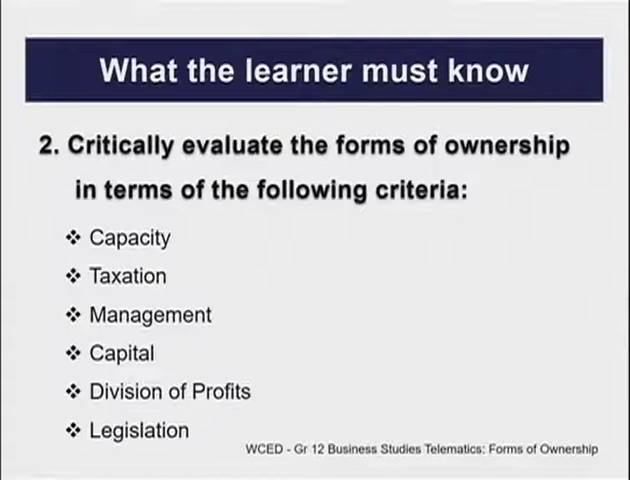 What the learner must know
2. Critically evaluate the forms of ownership
in terms of the following criteria:
❖ Capacity
❖ Taxation
❖ Management
❖ Capital
❖ Division of Profits
❖ Legislation
WCED - Gr 12 Business Studies Telematics: Forms of Ownership